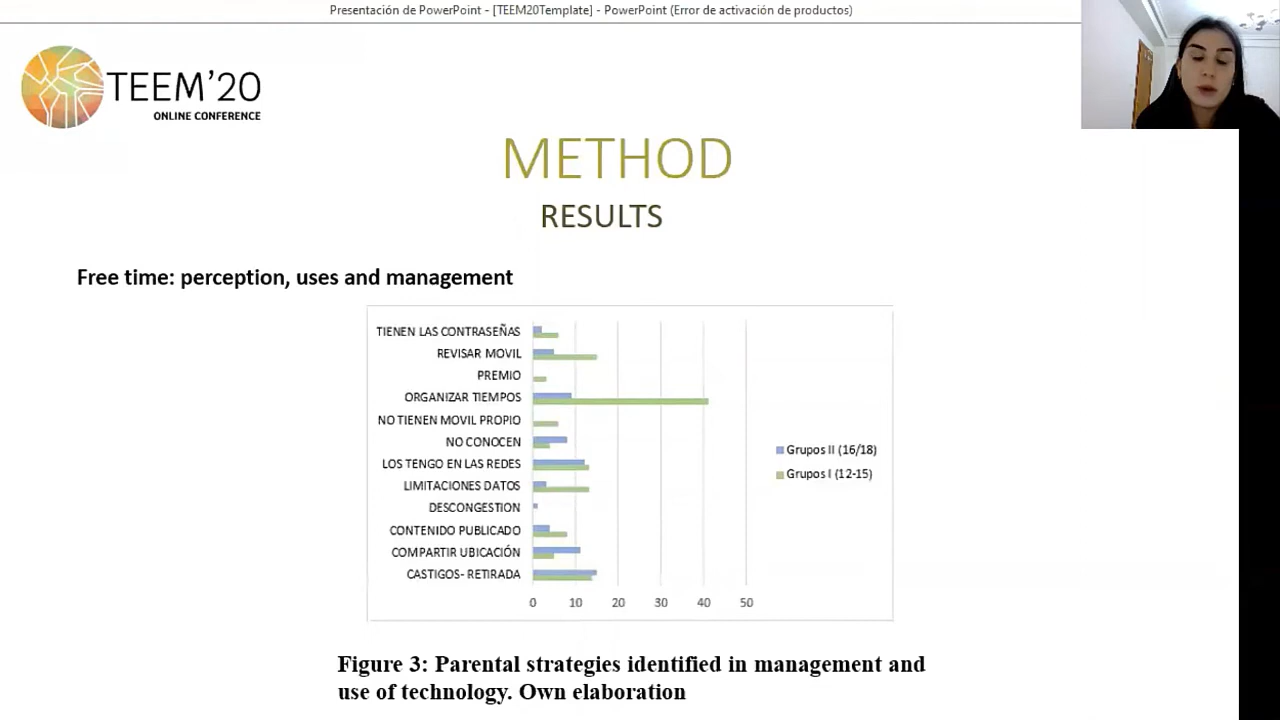 Presentación de PowerPoint - [TEEM20Template] - PowerPoint (Error de activación de productos)
TEEM'20
ONLINE CONFERENCE
METHOD
RESULTS
Free time: perception, uses and management
TIENEN LAS CONTRASEÑAS
REVISAR MOVIL
PREMIO
ORGANIZAR TIEMPOS
NO TIENEN MOVIL PROPIO
NO CONOCEN
LOS TENGO EN LAS REDES
LIMITACIONES DATOS
DESCONGESTION
CONTENIDO PUBLICADO
COMPARTIR UBICACIÓN
CASTIGOS- RETIRADA
0 10 20 30 40 50
Grupos II (16/18)
Grupos I (12-15)
Figure 3: Parental strategies identified in management and
use of technology. Own elaboration